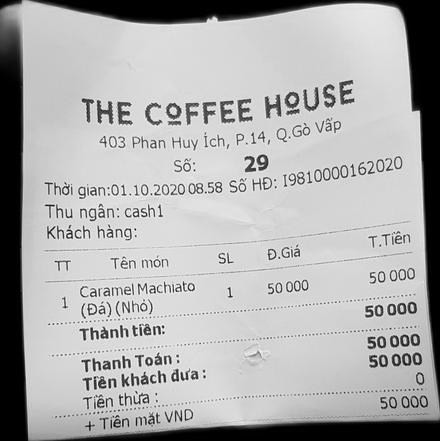 THE COFFEE HOUSE
403 Phan Huy Ích, P.14, Q.Gò Vấp
Số: 29
Thời gian:01.10.2020 08.58 Số HĐ: I9810000162020
Thu ngân: cash1
Khách hàng:
TT Tên món SL Đ.Giá T.Tiền
1 Caramel Machiato 1 50 000 50 000
(Đá) (Nhỏ)
Thành tiền: 50 000
Thanh Toán : 50 000
Tiền khách đưa : 50 000
Tiền thừa : 0
+ Tiền mặt VND 50 000